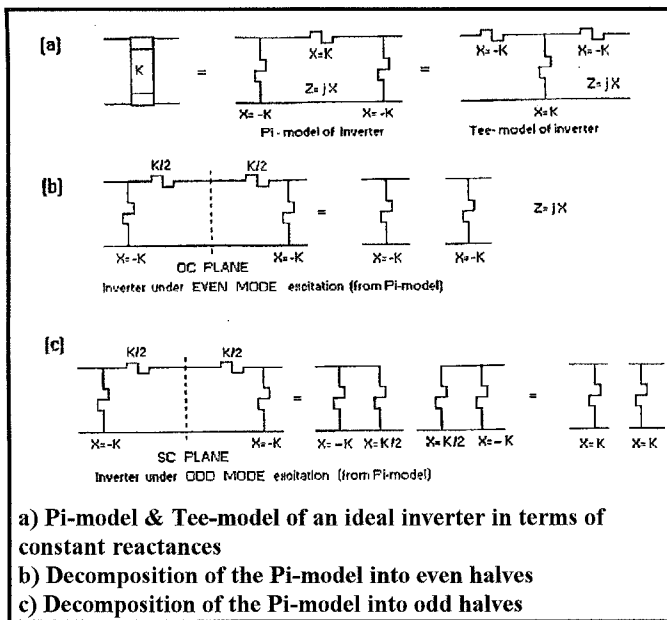 (a)
K
=
X=K
Z=jX
X=-K
X=-K
Pi-model of Inverter
=
X=-K
X=-K
Z=jX
X=K
Tee-model of inverter
(b)
K/2
K/2
X=-K
X=-K
OC PLANE
=
X=-K
X=-K
Z=jX
Inverter under EVEN MODE excitation (from Pi-model)
(c)
K/2
K/2
X=-K
X=-K
SC PLANE
=
X=-K
X=K/2
X=K/2
X=-K
=
X=K
X=K
Inverter under ODD MODE excitation (from Pi-model)
a) Pi-model & Tee-model of an ideal inverter in terms of
constant reactances
b) Decomposition of the Pi-model into even halves
c) Decomposition of the Pi-model into odd halves